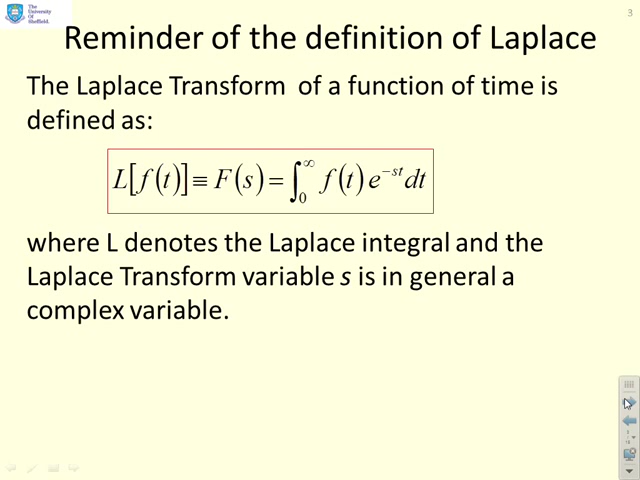 The
University
Of
Sheffield.
3
Reminder of the definition of Laplace
The Laplace Transform of a function of time is
defined as:
L[f(t)] ≡ F(s) = ∫₀^∞ f(t) e^{−st} dt
where L denotes the Laplace integral and the
Laplace Transform variable s is in general a
complex variable.